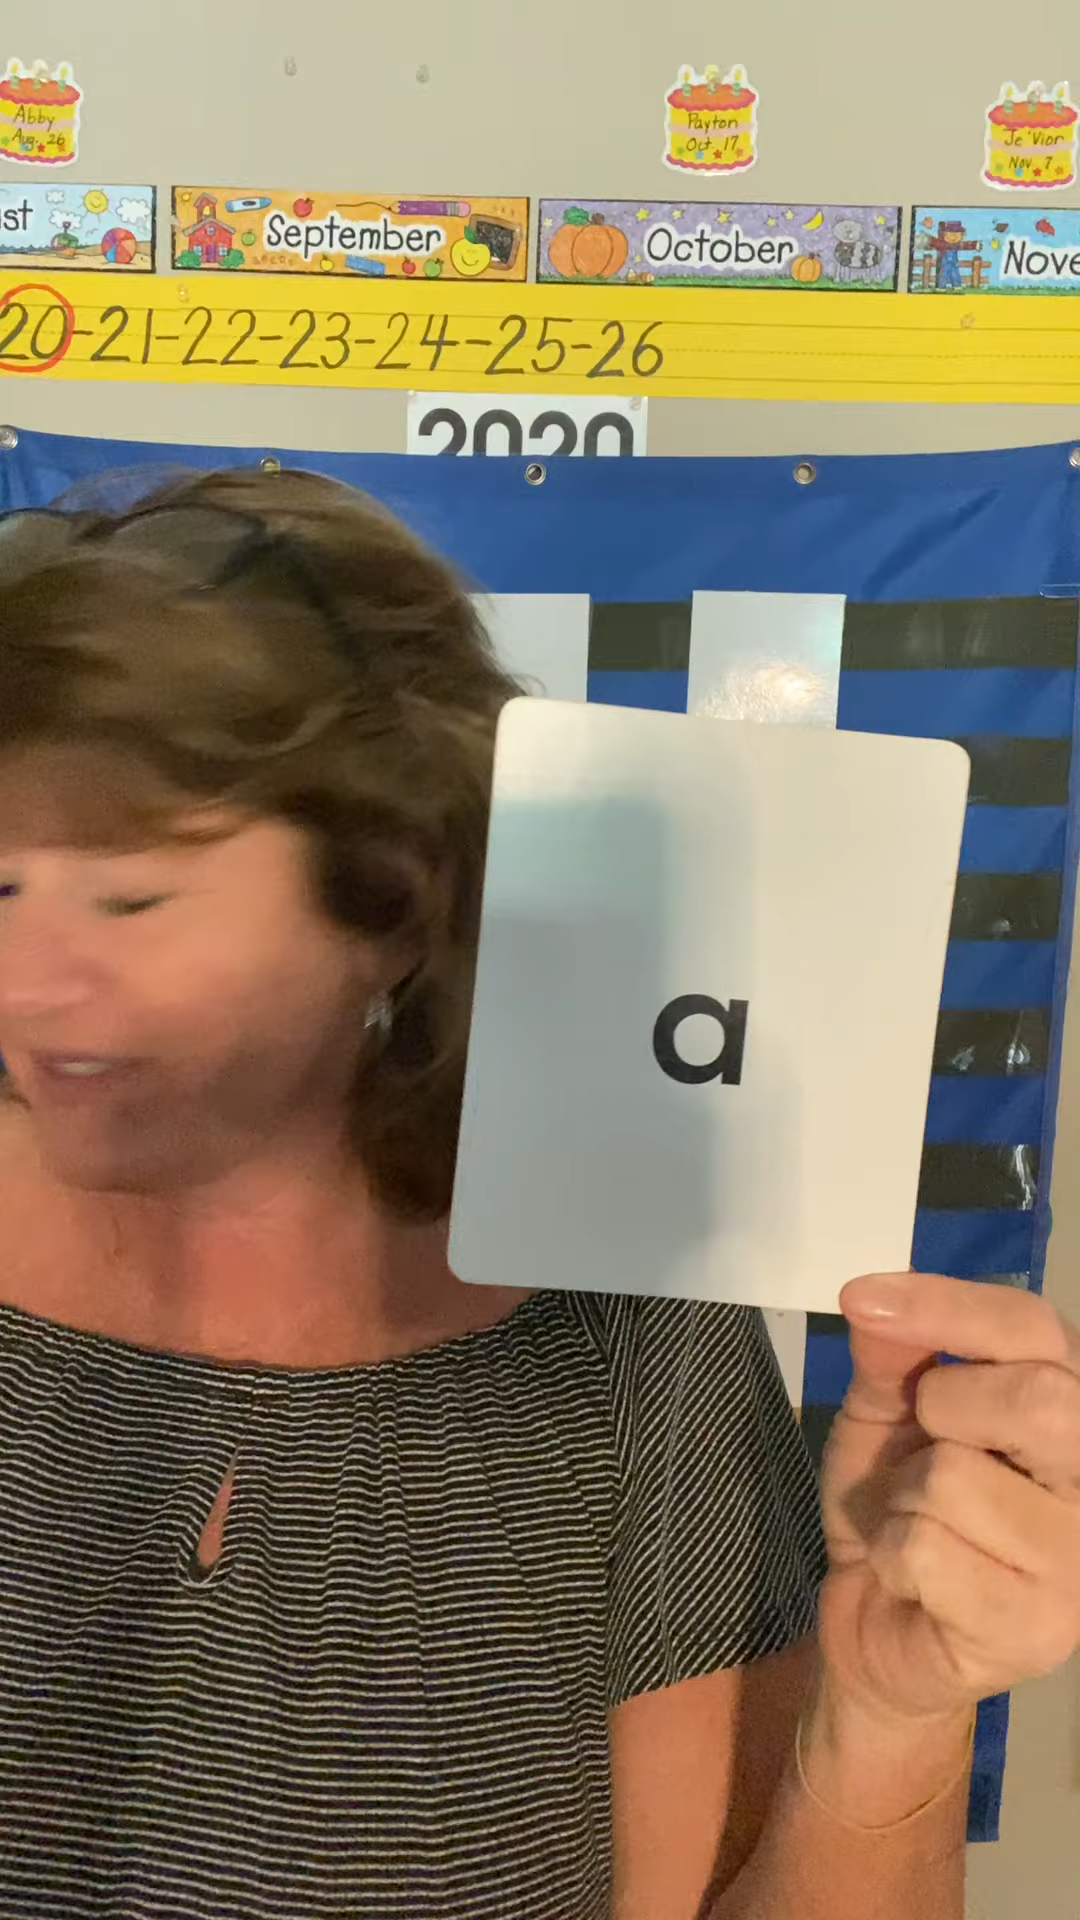 Abby
Aug. 26
Payton
Oct. 17
Je'Vior
Nov. 7
st
September
October
Nove
20-21-22-23-24-25-26
2020
a